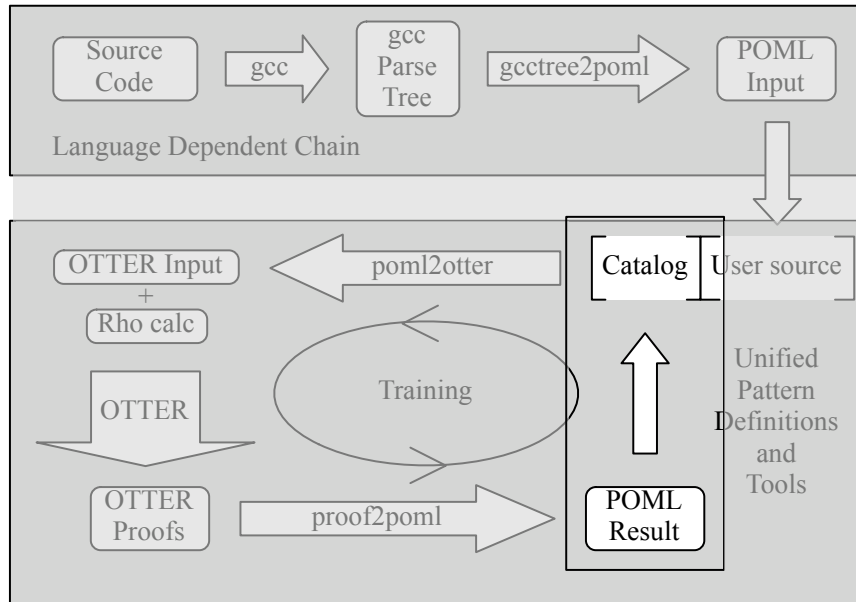 Source
Code
gcc
gcc
Parse
Tree
gcctree2poml
POML
Input
Language Dependent Chain
OTTER Input
+
Rho calc
poml2otter
Catalog
User source
Training
Unified
Pattern
Definitions
and
Tools
OTTER
OTTER
Proofs
proof2poml
POML
Result